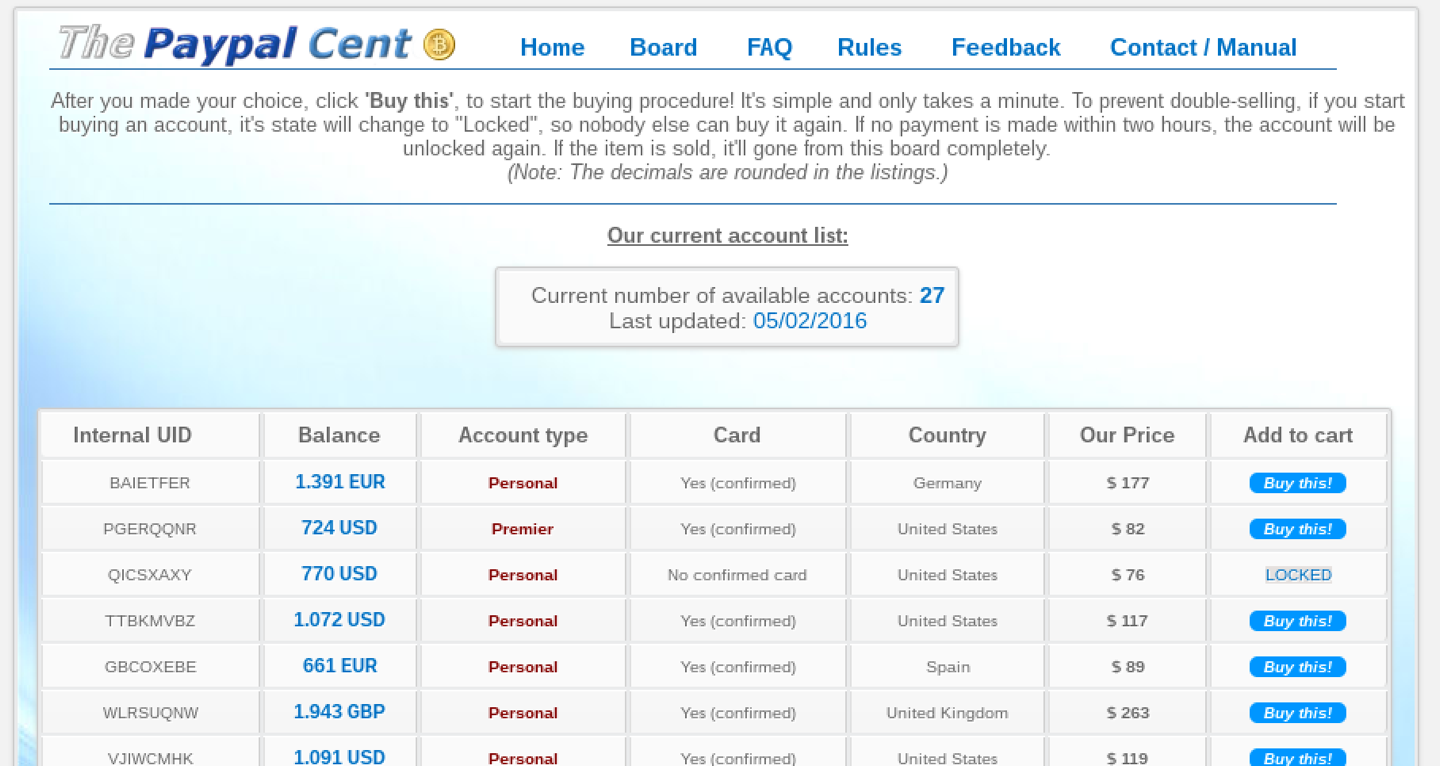 The Paypal Cent
Home Board FAQ Rules Feedback Contact / Manual
After you made your choice, click 'Buy this', to start the buying procedure! It's simple and only takes a minute. To prevent double-selling, if you start
buying an account, it's state will change to "Locked", so nobody else can buy it again. If no payment is made within two hours, the account will be
unlocked again. If the item is sold, it'll gone from this board completely.
(Note: The decimals are rounded in the listings.)
Our current account list:
Current number of available accounts: 27
Last updated: 05/02/2016
Internal UID Balance Account type Card Country Our Price Add to cart
BAIETFER 1.391 EUR Personal Yes (confirmed) Germany $ 177 Buy this!
PGERQQNR 724 USD Premier Yes (confirmed) United States $ 82 Buy this!
QICSXAXY 770 USD Personal No confirmed card United States $ 76 LOCKED
TTBKMVBZ 1.072 USD Personal Yes (confirmed) United States $ 117 Buy this!
GBCOXEBE 661 EUR Personal Yes (confirmed) Spain $ 89 Buy this!
WLRSUQNW 1.943 GBP Personal Yes (confirmed) United Kingdom $ 263 Buy this!
VJIWCMHK 1.091 USD Personal Yes (confirmed) United States $ 119 Buy this!